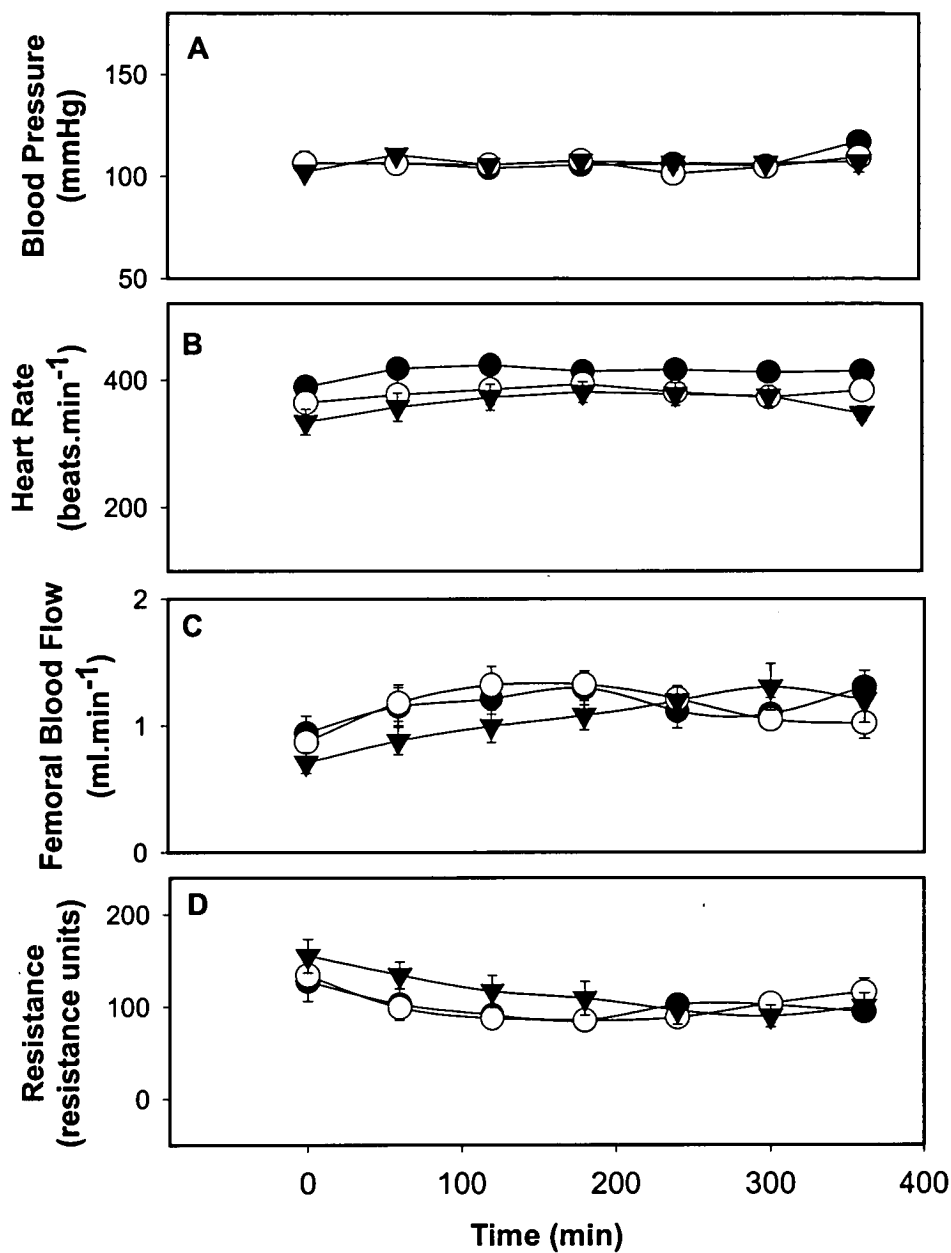 A
Blood Pressure
(mmHg)
150
100
50
B
Heart Rate
(beats.min⁻¹)
400
200
C
Femoral Blood Flow
(ml.min⁻¹)
2
1
0
D
Resistance
(resistance units)
200
100
0
0 100 200 300 400
Time (min)